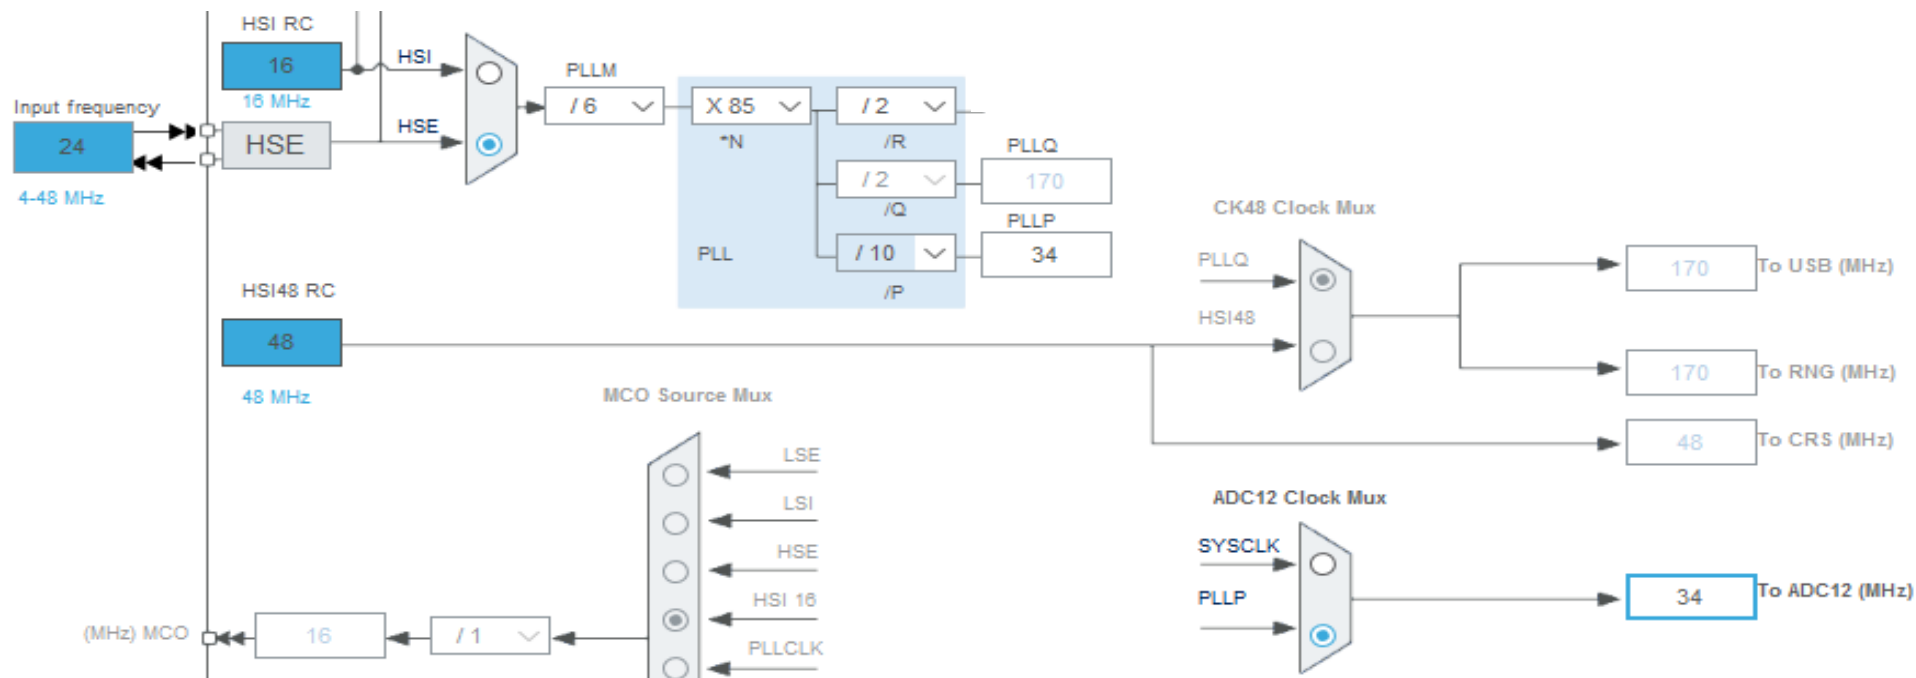 HSI RC
16
16 MHz
HSI
PLLM
/ 6
X 85
*N
/ 2
/R
Input frequency
24
4-48 MHz
HSE
HSE
/ 2
/Q
PLLQ
170
PLL
/ 10
/P
PLLP
34
HSI48 RC
48
48 MHz
CK48 Clock Mux
PLLQ
HSI48
170
To USB (MHz)
170
To RNG (MHz)
48
To CRS (MHz)
MCO Source Mux
LSE
LSI
HSE
HSI 16
PLLCLK
(MHz) MCO
16
/ 1
ADC12 Clock Mux
SYSCLK
PLLP
34
To ADC12 (MHz)